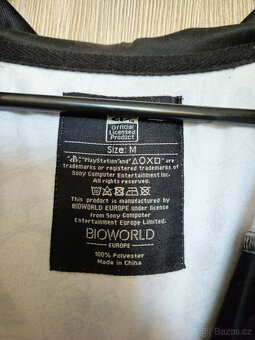 Official
Licensed
Product
Size: M
"PlayStation" and "△O✕□" are
trademarks or registered trademarks of
Sony Computer Entertainment Inc.
All rights reserved.
This product is manufactured by
BIOWORLD EUROPE under license
from Sony Computer
Entertainment Europe Limited.
BIOWORLD
EUROPE
100% Polyester
Made in China
Bazoš.cz